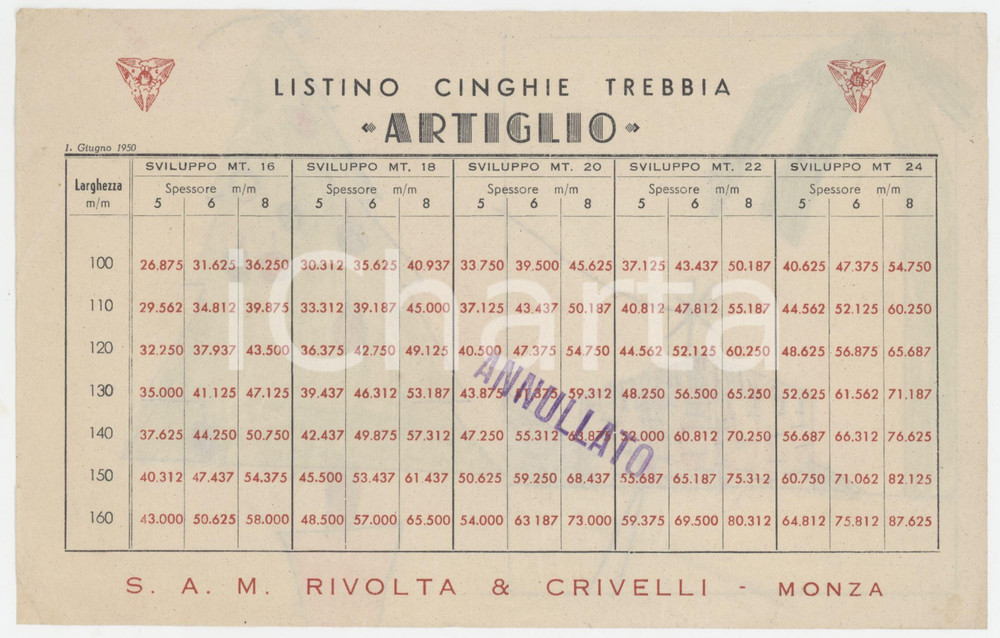 LISTINO CINGHIE TREBBIA
« ARTIGLIO »
1. Giugno 1950
Larghezza m/m SVILUPPO MT. 16 SVILUPPO MT. 18 SVILUPPO MT. 20 SVILUPPO MT. 22 SVILUPPO MT 24
Spessore m/m Spessore m/m Spessore m/m Spessore m/m Spessore m/m
5 6 8 5 6 8 5 6 8 5 6 8 5 6 8
100 26.875 31.625 36.250 30.312 35.625 40.937 33.750 39.500 45.625 37.125 43.437 50.187 40.625 47.375 54.750
110 29.562 34.812 39.875 33.312 39.187 45.000 37.125 43.437 50.187 40.812 47.812 55.187 44.562 52.125 60.250
120 32.250 37.937 43.500 36.375 42.750 49.125 40.500 47.375 54.750 44.562 52.125 60.250 48.625 56.875 65.687
130 35.000 41.125 47.125 39.437 46.312 53.187 43.875 59.312 48.250 56.500 65.250 52.625 61.562 71.187
140 37.625 44.250 50.750 42.437 49.875 57.312 47.250 55.312 63.875 52.000 60.812 70.250 56.687 66.312 76.625
150 40.312 47.437 54.375 45.500 53.437 61.437 50.625 59.250 68.437 55.687 65.187 75.312 60.750 71.062 82.125
160 43.000 50.625 58.000 48.500 57.000 65.500 54.000 63 187 73.000 59.375 69.500 80.312 64.812 75.812 87.625
ANNULLATO
S. A. M. RIVOLTA & CRIVELLI - MONZA
iCharta